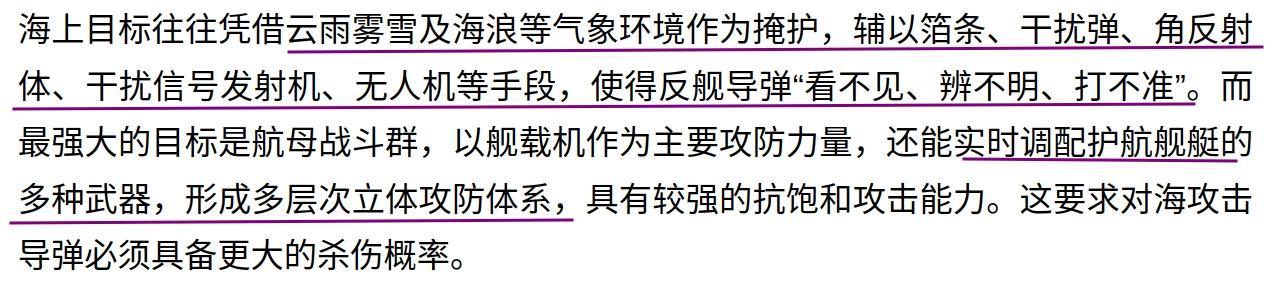 海上目标往往凭借云雨雾雪及海浪等气象环境作为掩护，辅以箔条、干扰弹、角反射
体、干扰信号发射机、无人机等手段，使得反舰导弹“看不见、辨不明、打不准”。而
最强大的目标是航母战斗群，以舰载机作为主要攻防力量，还能实时调配护航舰艇的
多种武器，形成多层次立体攻防体系，具有较强的抗饱和攻击能力。这要求对海攻击
导弹必须具备更大的杀伤概率。